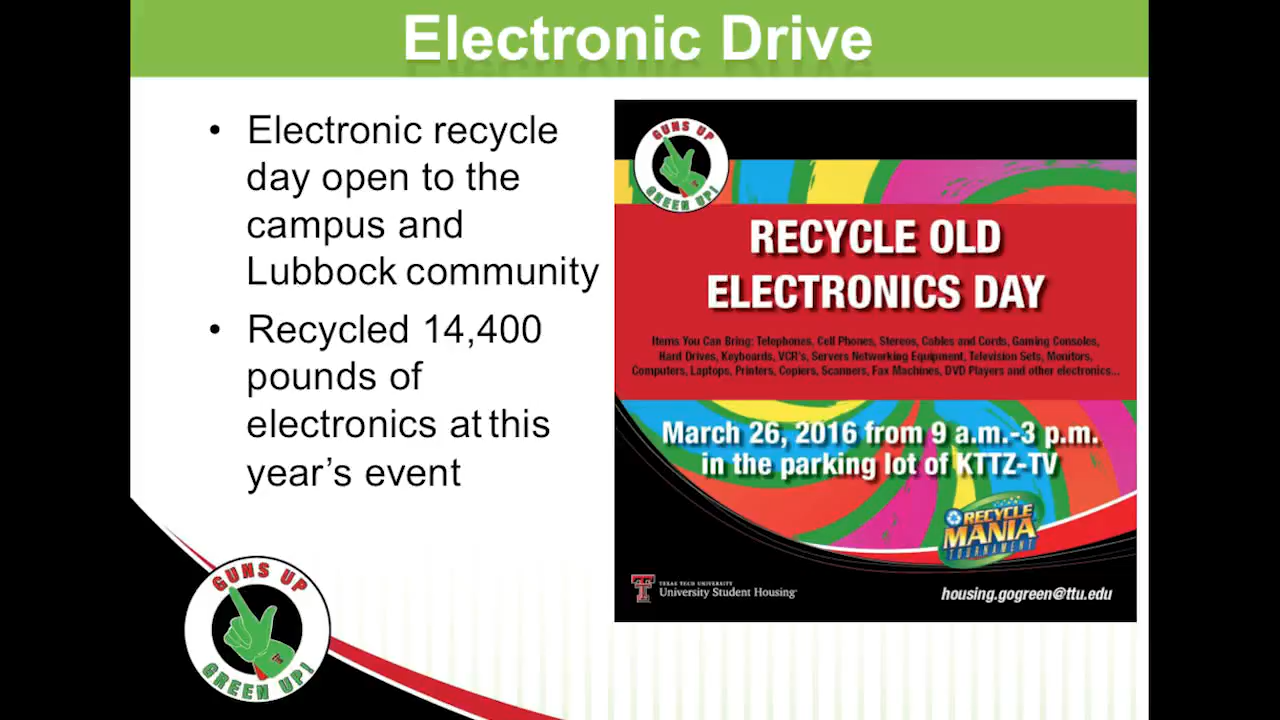 Electronic Drive
• Electronic recycle
day open to the
campus and
Lubbock community
• Recycled 14,400
pounds of
electronics at this
year’s event
GUNS UP
GREEN UP!
RECYCLE OLD
ELECTRONICS DAY
Items You Can Bring: Telephones, Cell Phones, Stereos, Cables and Cords, Gaming Consoles,
Hard Drives, Keyboards, VCR's, Servers Networking Equipment, Television Sets, Monitors,
Computers, Laptops, Printers, Copiers, Scanners, Fax Machines, DVD Players and other electronics...
March 26, 2016 from 9 a.m.-3 p.m.
in the parking lot of KTTZ-TV
RECYCLE
MANIA
TOURNAMENT
TEXAS TECH UNIVERSITY
University Student Housing
housing.gogreen@ttu.edu
GUNS UP
GREEN UP!